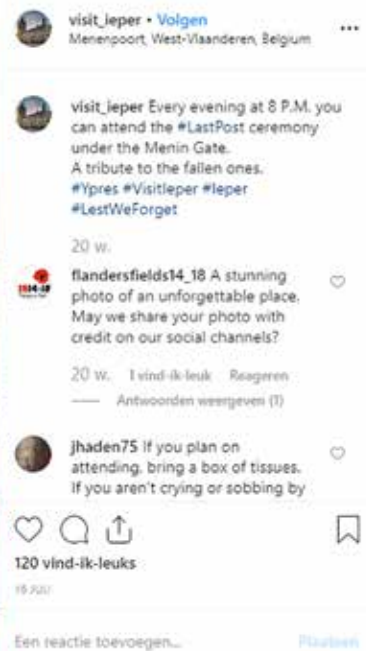 visit_ieper • Volgen
Menenpoort, West-Vlaanderen, Belgium
visit_ieper Every evening at 8 P.M. you
can attend the #LastPost ceremony
under the Menin Gate.
A tribute to the fallen ones.
#Ypres #VisitIeper #Ieper
#LestWeForget
20 w.
flandersfields14_18 A stunning
photo of an unforgettable place.
May we share your photo with
credit on our social channels?
20 w. 1 vind-ik-leuk Reageren
Antwoorden weergeven (1)
jhaden75 If you plan on
attending, bring a box of tissues.
If you aren't crying or sobbing by
120 vind-ik-leuks
Een reactie toevoegen...
Plaatsen